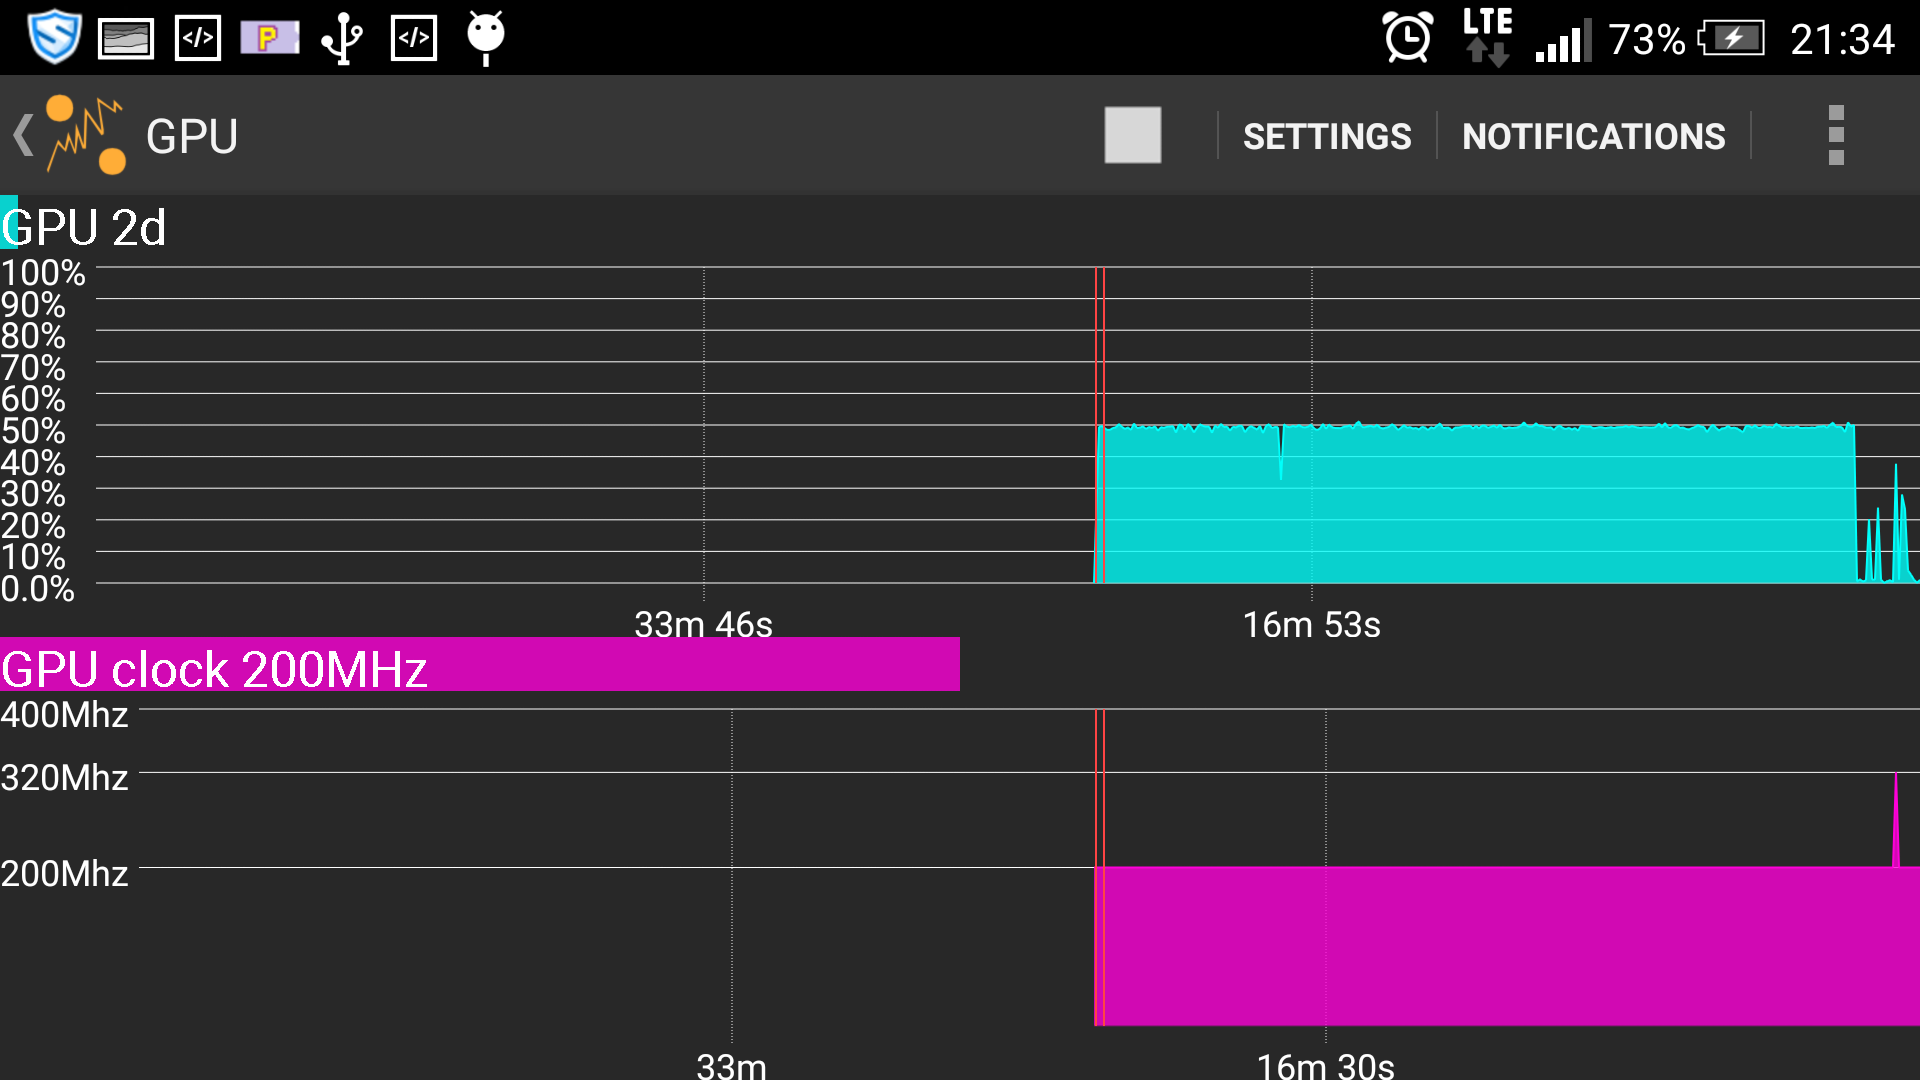 </> P </> LTE 73% 21:34
GPU SETTINGS NOTIFICATIONS
GPU 2d
100%
90%
80%
70%
60%
50%
40%
30%
20%
10%
0.0%
33m 46s 16m 53s
GPU clock 200MHz
400Mhz
320Mhz
200Mhz
33m 16m 30s